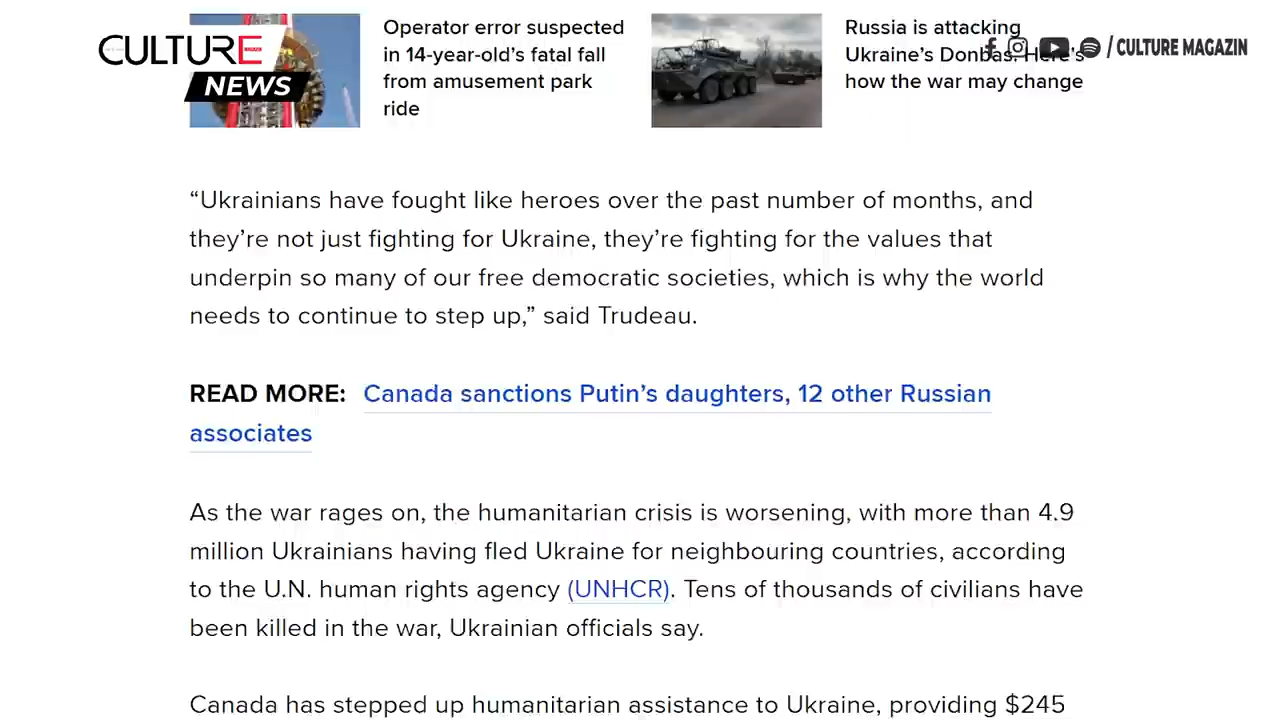 CULTURE
NEWS
Operator error suspected
in 14-year-old’s fatal fall
from amusement park
ride
Russia is attacking
Ukraine’s Donbas. Here’s
how the war may change
/ CULTURE MAGAZIN
“Ukrainians have fought like heroes over the past number of months, and
they’re not just fighting for Ukraine, they’re fighting for the values that
underpin so many of our free democratic societies, which is why the world
needs to continue to step up,” said Trudeau.
READ MORE: Canada sanctions Putin’s daughters, 12 other Russian
associates
As the war rages on, the humanitarian crisis is worsening, with more than 4.9
million Ukrainians having fled Ukraine for neighbouring countries, according
to the U.N. human rights agency (UNHCR). Tens of thousands of civilians have
been killed in the war, Ukrainian officials say.
Canada has stepped up humanitarian assistance to Ukraine, providing $245